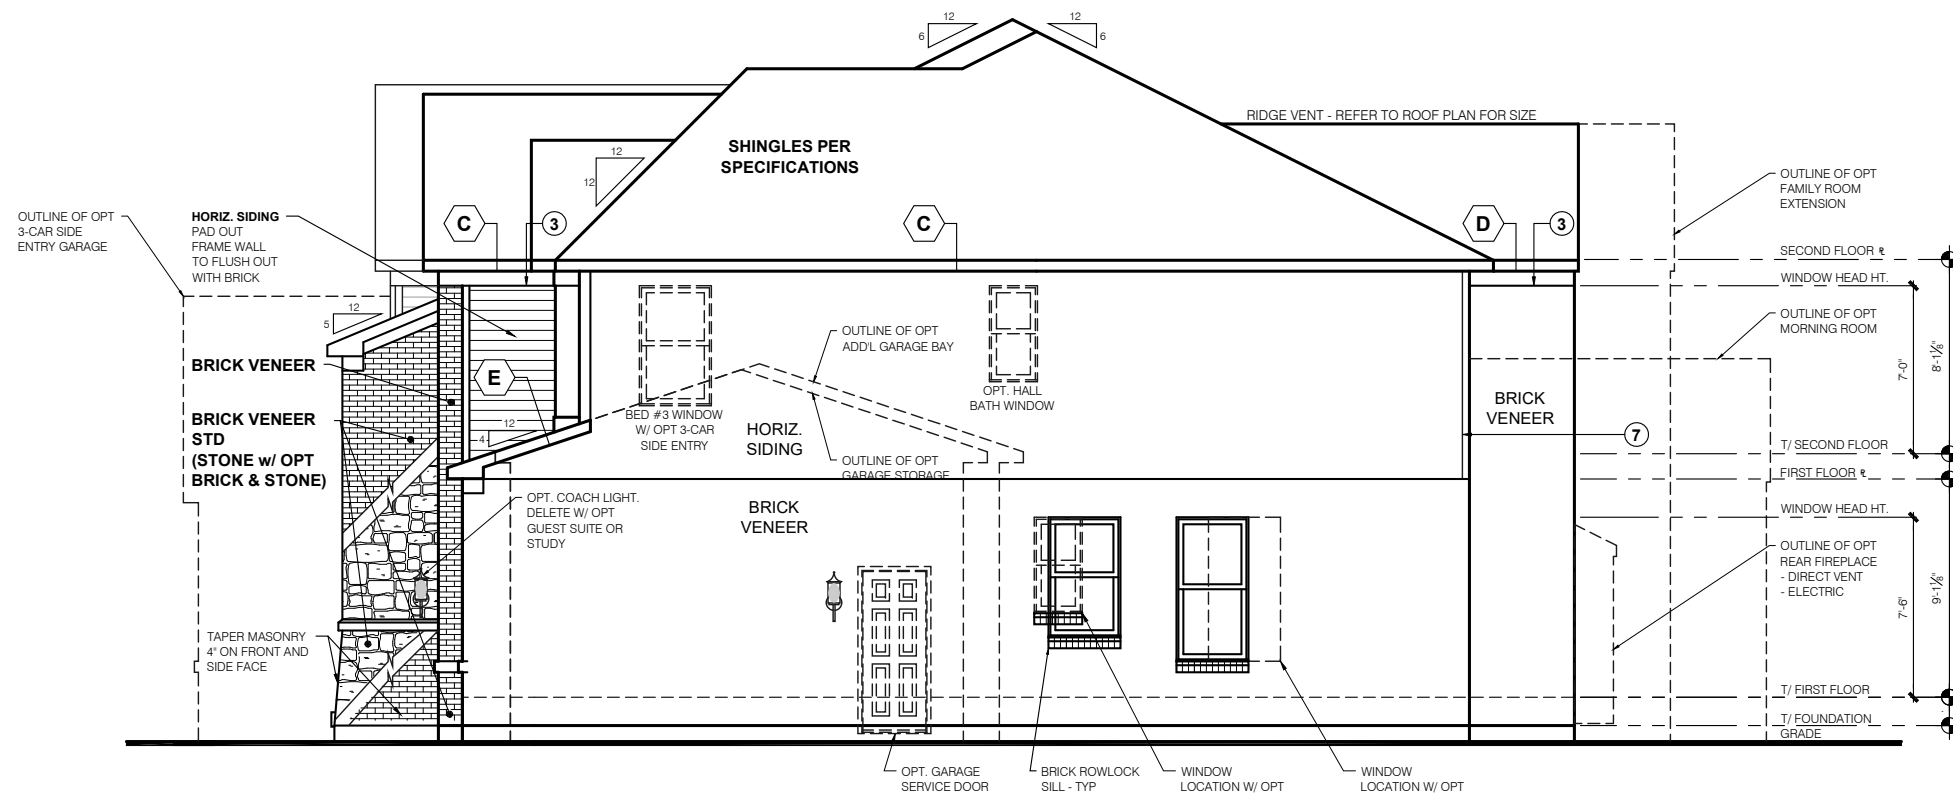 12
12
6
6
RIDGE VENT - REFER TO ROOF PLAN FOR SIZE
SHINGLES PER
SPECIFICATIONS
12
12
OUTLINE OF OPT
FAMILY ROOM
EXTENSION
OUTLINE OF OPT
3-CAR SIDE
ENTRY GARAGE
HORIZ. SIDING
PAD OUT
FRAME WALL
TO FLUSH OUT
WITH BRICK
C
3
C
D
3
SECOND FLOOR ℄
WINDOW HEAD HT.
12
5
OUTLINE OF OPT
MORNING ROOM
OUTLINE OF OPT
ADD'L GARAGE BAY
7'-0"
8'-1⅛"
BRICK VENEER
E
OPT. HALL
BATH WINDOW
BRICK
VENEER
BRICK VENEER
STD
(STONE w/ OPT
BRICK & STONE)
12
4
BED #3 WINDOW
W/ OPT 3-CAR
SIDE ENTRY
HORIZ.
SIDING
7
T/ SECOND FLOOR
OUTLINE OF OPT
GARAGE STORAGE
FIRST FLOOR ℄
OPT. COACH LIGHT.
DELETE W/ OPT
GUEST SUITE OR
STUDY
BRICK
VENEER
WINDOW HEAD HT.
OUTLINE OF OPT
REAR FIREPLACE
- DIRECT VENT
- ELECTRIC
7'-6"
9'-1⅛"
TAPER MASONRY
4" ON FRONT AND
SIDE FACE
T/ FIRST FLOOR
T/ FOUNDATION
GRADE
OPT. GARAGE
SERVICE DOOR
BRICK ROWLOCK
SILL - TYP
WINDOW
LOCATION W/ OPT
WINDOW
LOCATION W/ OPT